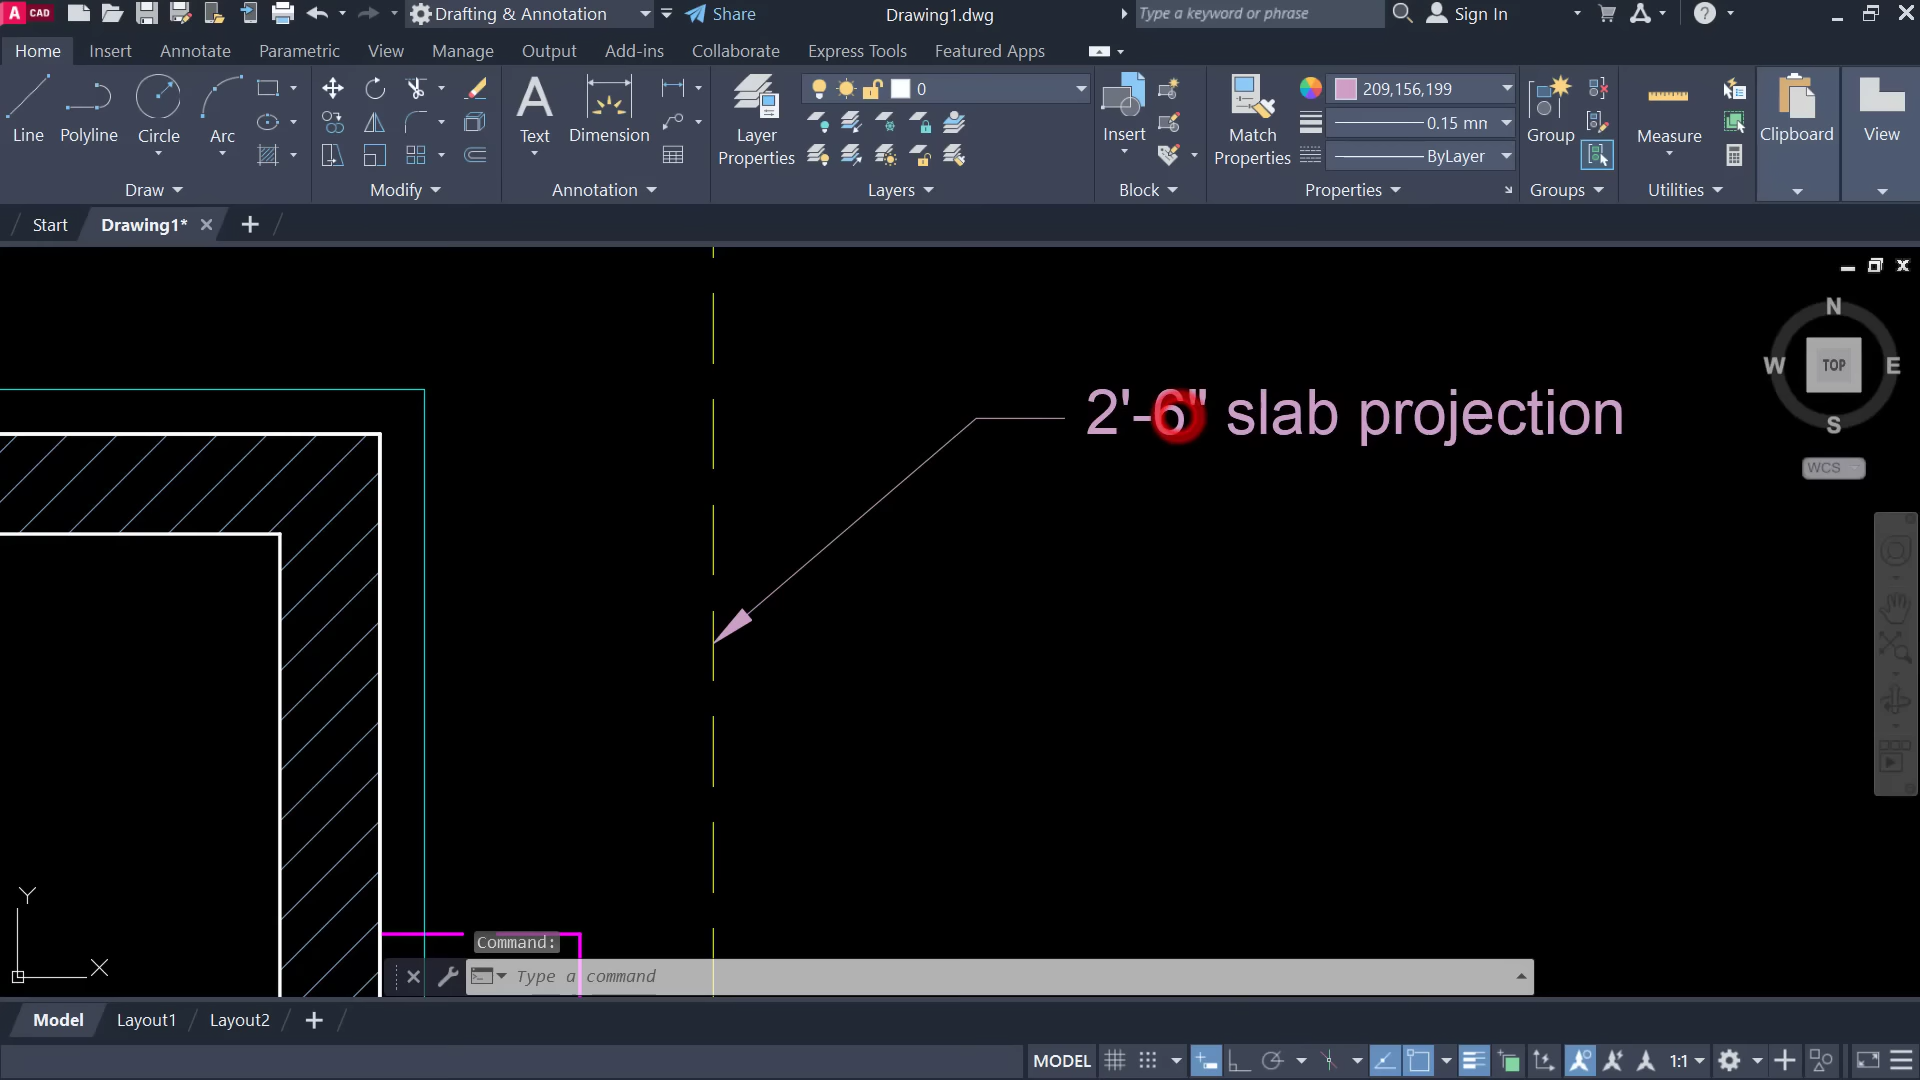 A CAD
Drafting & Annotation
Share
Drawing1.dwg
Type a keyword or phrase
Sign In
Home Insert Annotate Parametric View Manage Output Add-ins Collaborate Express Tools Featured Apps
0
209,156,199
0.15 mm
ByLayer
Line Polyline Circle Arc
Text Dimension
Layer Properties
Insert
Match Properties
Group
Measure
Clipboard
View
Draw Modify Annotation Layers Block Properties Groups Utilities
Start Drawing1*
2'-6" slab projection
N
W TOP E
S
WCS
Y
X
Command:
Type a command
Model Layout1 Layout2
MODEL 1:1